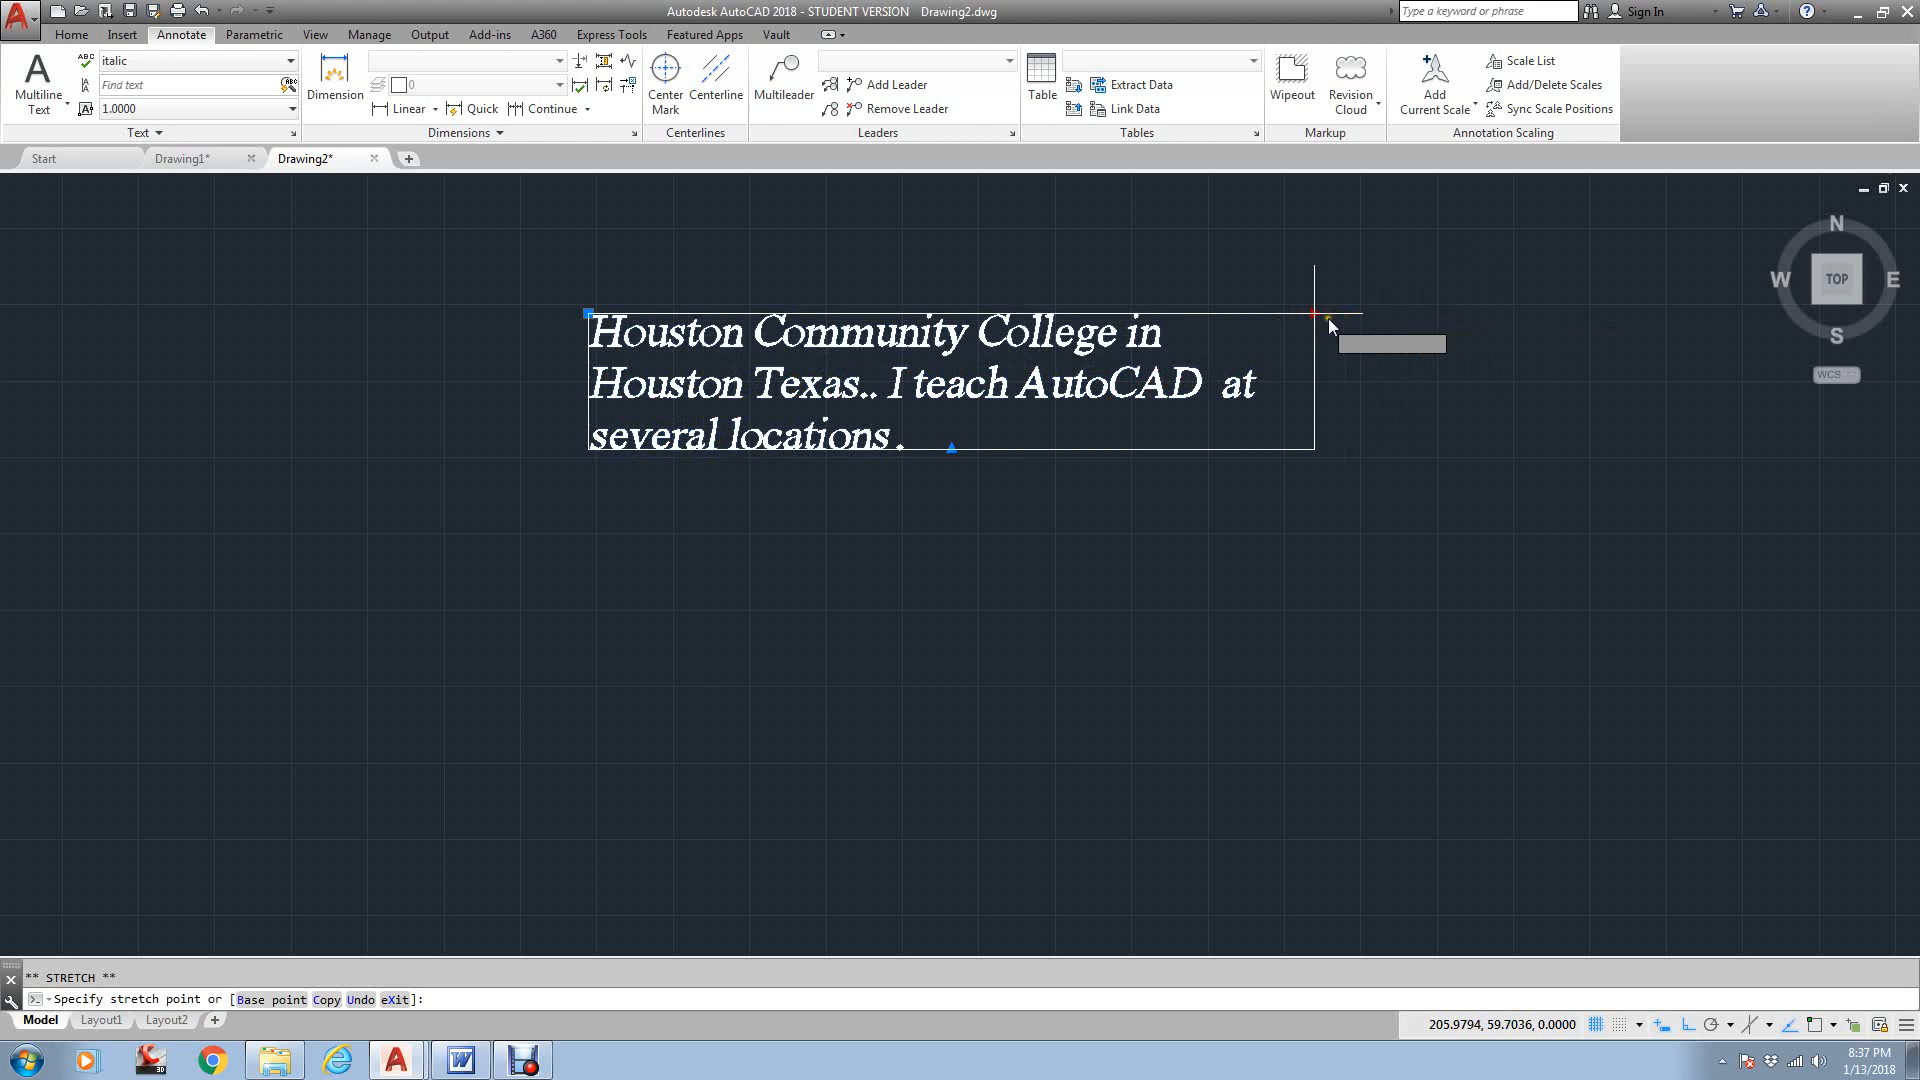 Autodesk AutoCAD 2018 - STUDENT VERSION Drawing2.dwg
Type a keyword or phrase
Sign In
Home Insert Annotate Parametric View Manage Output Add-ins A360 Express Tools Featured Apps Vault
Multiline
Text
italic
Find text
1.0000
Text
Dimension
0
Linear Quick Continue
Dimensions
Center
Mark
Centerline
Centerlines
Multileader
Add Leader
Remove Leader
Leaders
Table
Extract Data
Link Data
Tables
Wipeout
Revision
Cloud
Markup
Add
Current Scale
Scale List
Add/Delete Scales
Sync Scale Positions
Annotation Scaling
Start Drawing1* Drawing2*
N
W TOP E
S
WCS
Houston Community College in
Houston Texas.. I teach AutoCAD at
several locations .
** STRETCH **
Specify stretch point or [Base point Copy Undo eXit]:
Model Layout1 Layout2
205.9794, 59.7036, 0.0000
8:37 PM
1/13/2018